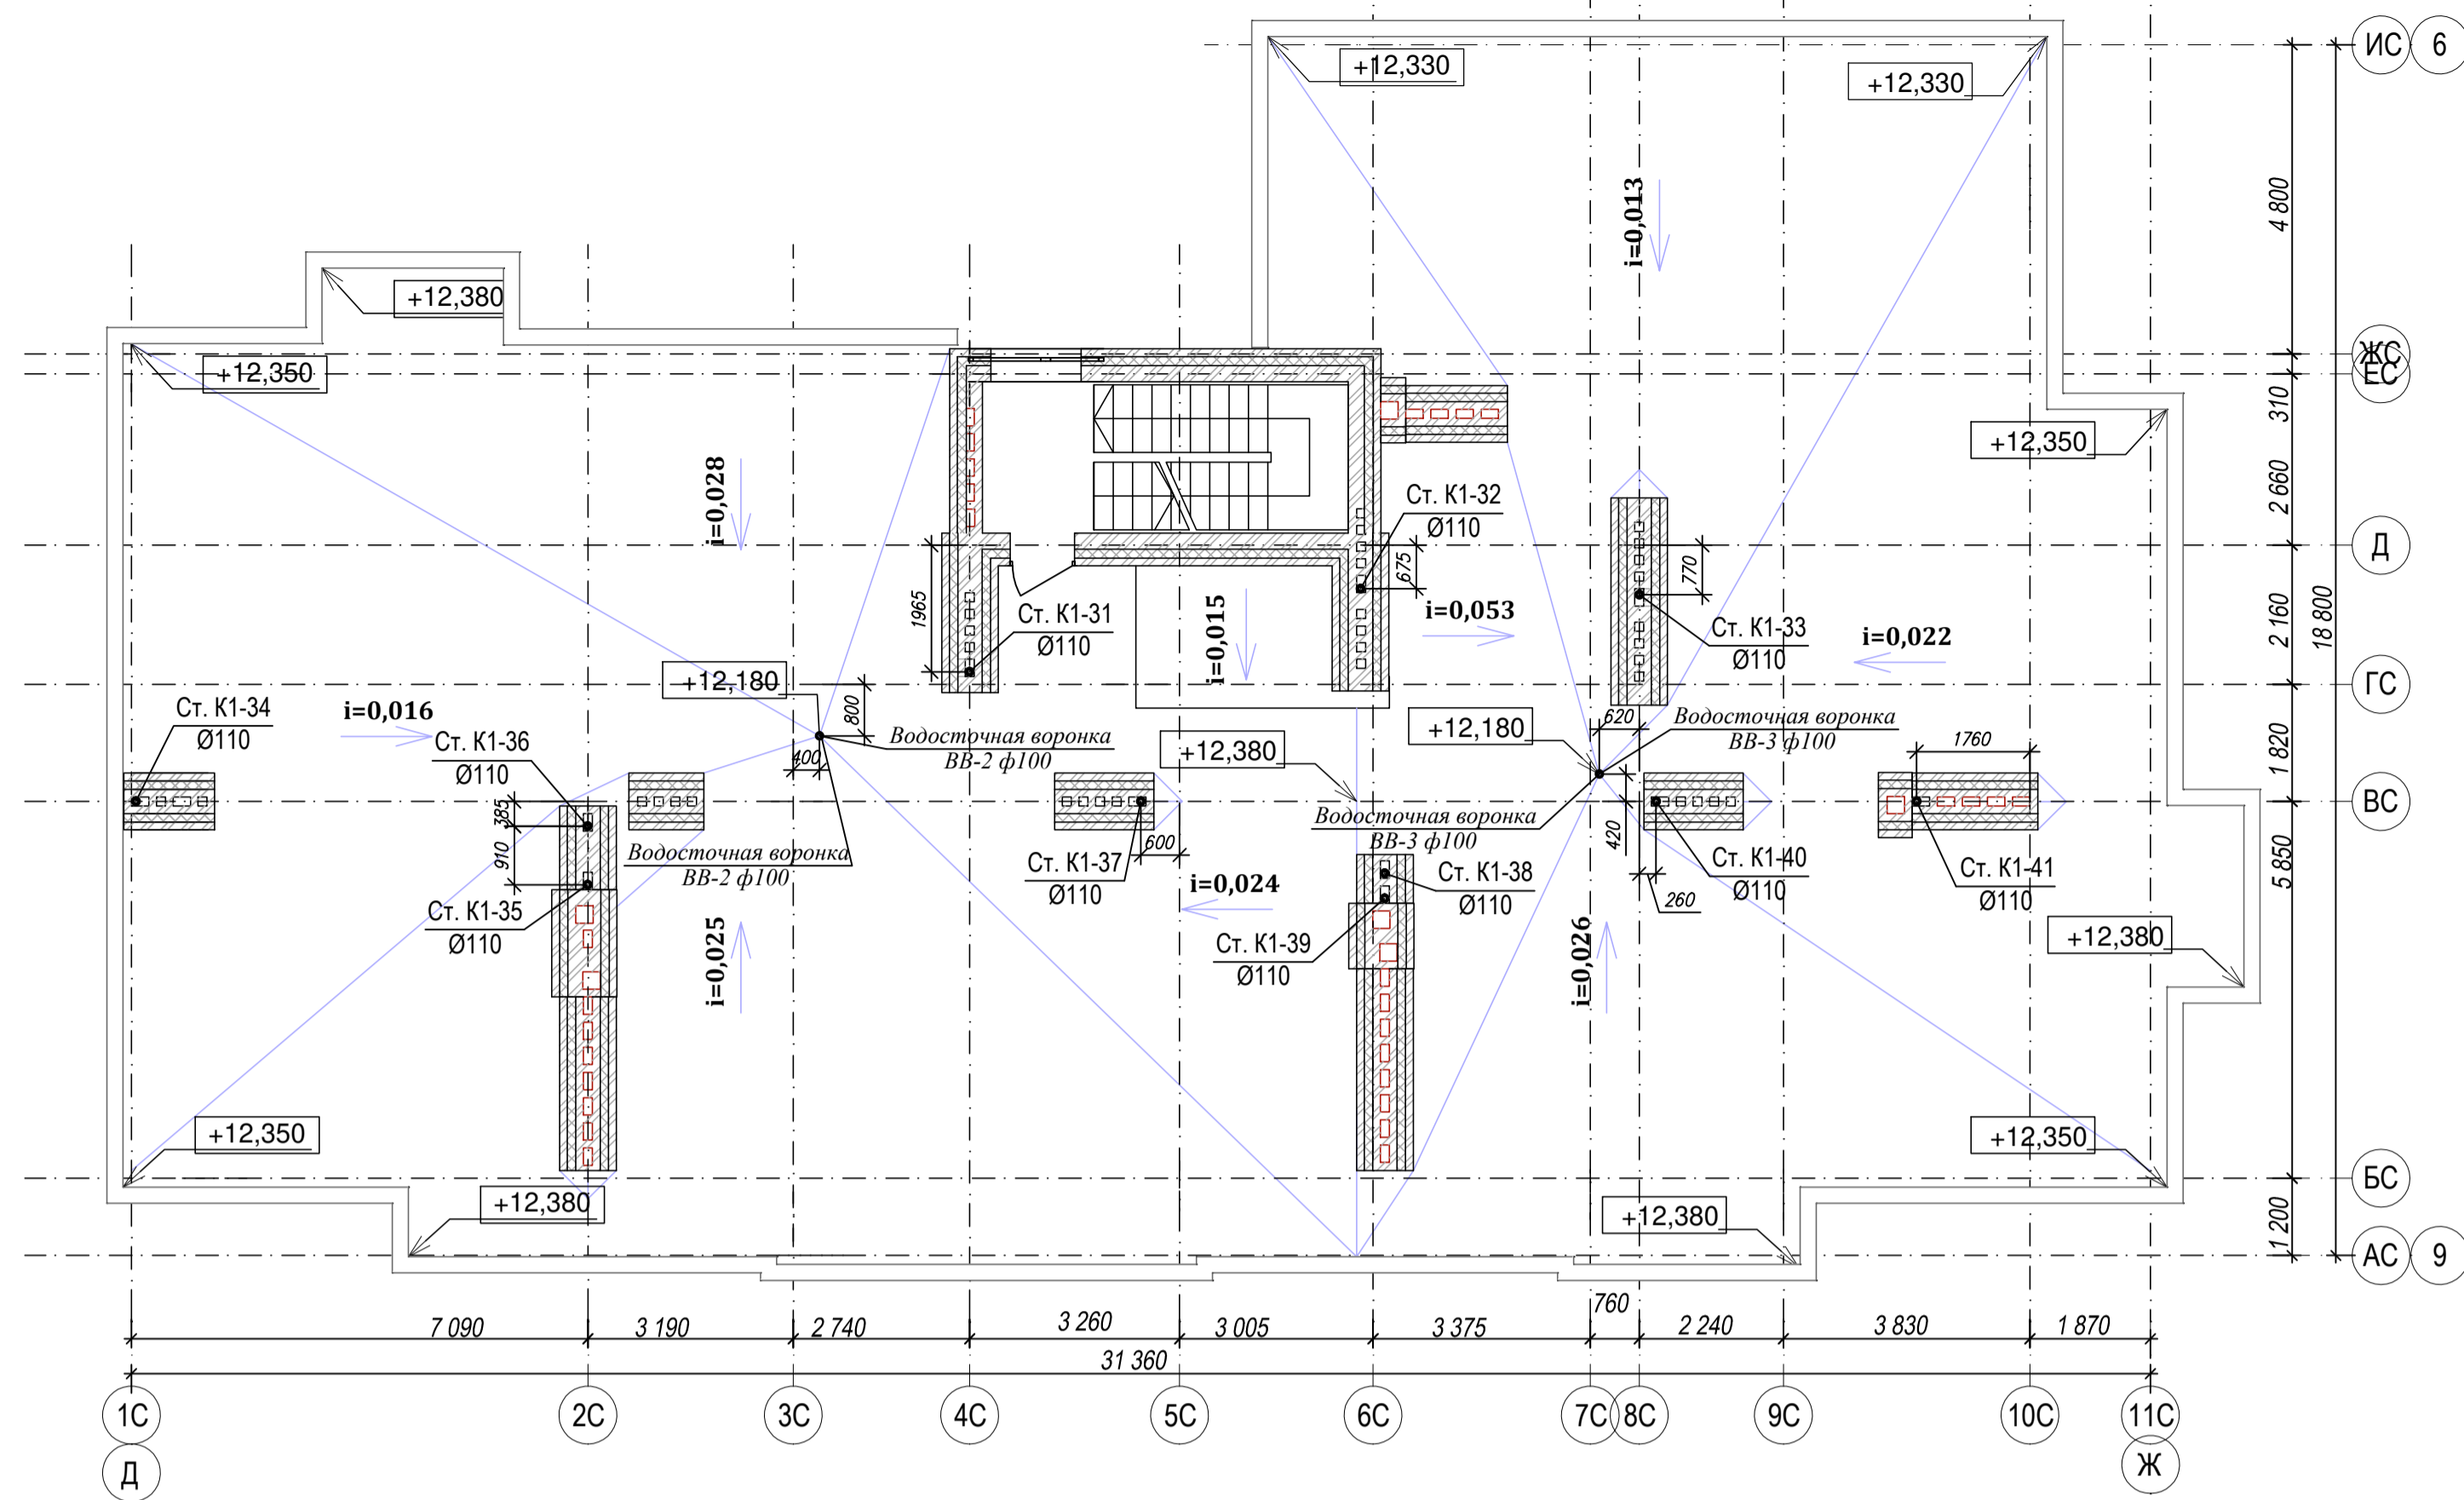 ИС 6
+12,330
+12,330
i=0,013
4 800
+12,380
+12,350
ЖС
ЕС
310
+12,350
i=0,028
2 660
Ст. К1-32
Ø110
675
770
Д
1965
Ст. К1-31
Ø110
i=0,015
i=0,053
Ст. К1-33
Ø110
i=0,022
2 160
18 800
+12,180
800
ГС
Ст. К1-34
Ø110
i=0,016
Ст. К1-36
Ø110
400
Водосточная воронка
ВВ-2 ф100
+12,380
+12,180
620
Водосточная воронка
ВВ-3 ф100
1760
1 820
385
910
Водосточная воронка
ВВ-2 ф100
Водосточная воронка
ВВ-3 ф100
420
ВС
Ст. К1-37
Ø110
600
i=0,024
Ст. К1-38
Ø110
Ст. К1-40
Ø110
260
Ст. К1-41
Ø110
5 850
Ст. К1-35
Ø110
i=0,025
Ст. К1-39
Ø110
i=0,026
+12,380
+12,350
+12,350
БС
+12,380
+12,380
1 200
АС 9
7 090
3 190
2 740
3 260
3 005
3 375
760
2 240
3 830
1 870
31 360
1С
2С
3С
4С
5С
6С
7С
8С
9С
10С
11С
Д
Ж